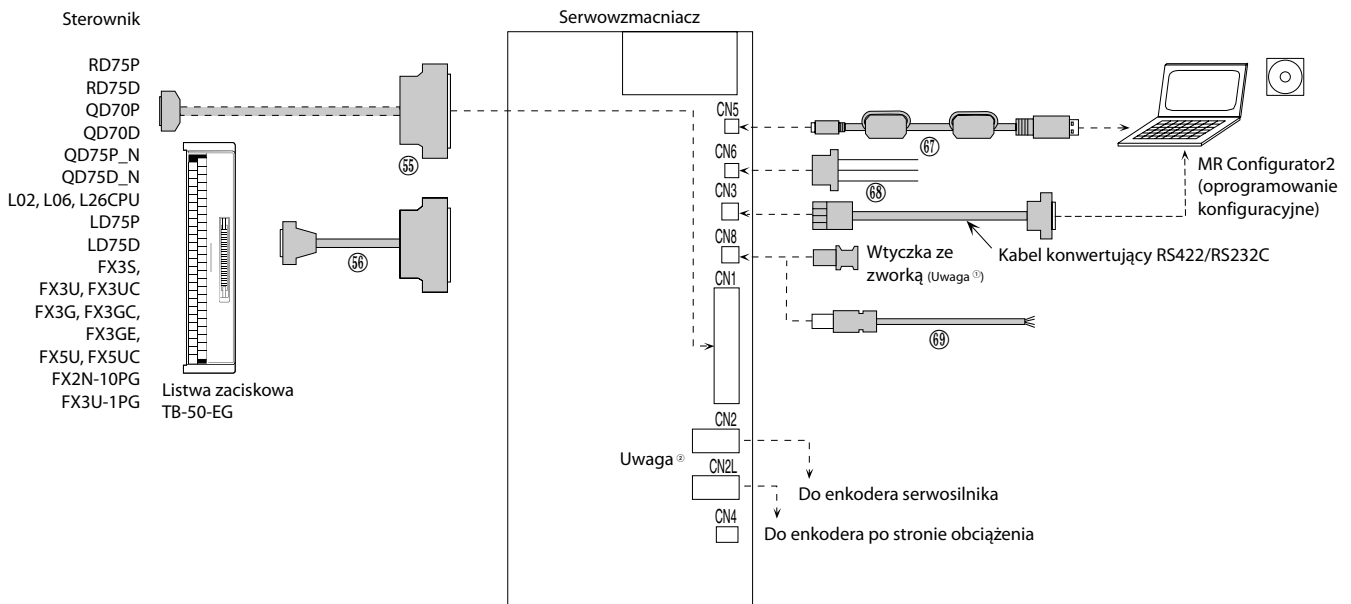 Sterownik
Serwowzmacniacz
RD75P
RD75D
QD70P
QD70D
QD75P_N
QD75D_N
L02, L06, L26CPU
LD75P
LD75D
FX3S,
FX3U, FX3UC
FX3G, FX3GC,
FX3GE,
FX5U, FX5UC
FX2N-10PG
FX3U-1PG
Listwa zaciskowa
TB-50-EG
55
56
CN5
CN6
CN3
CN8
CN1
CN2
Uwaga ②
CN2L
CN4
67
68
MR Configurator2
(oprogramowanie
konfiguracyjne)
Kabel konwertujący RS422/RS232C
Wtyczka ze
zworką (Uwaga ①)
69
Do enkodera serwosilnika
Do enkodera po stronie obciążenia